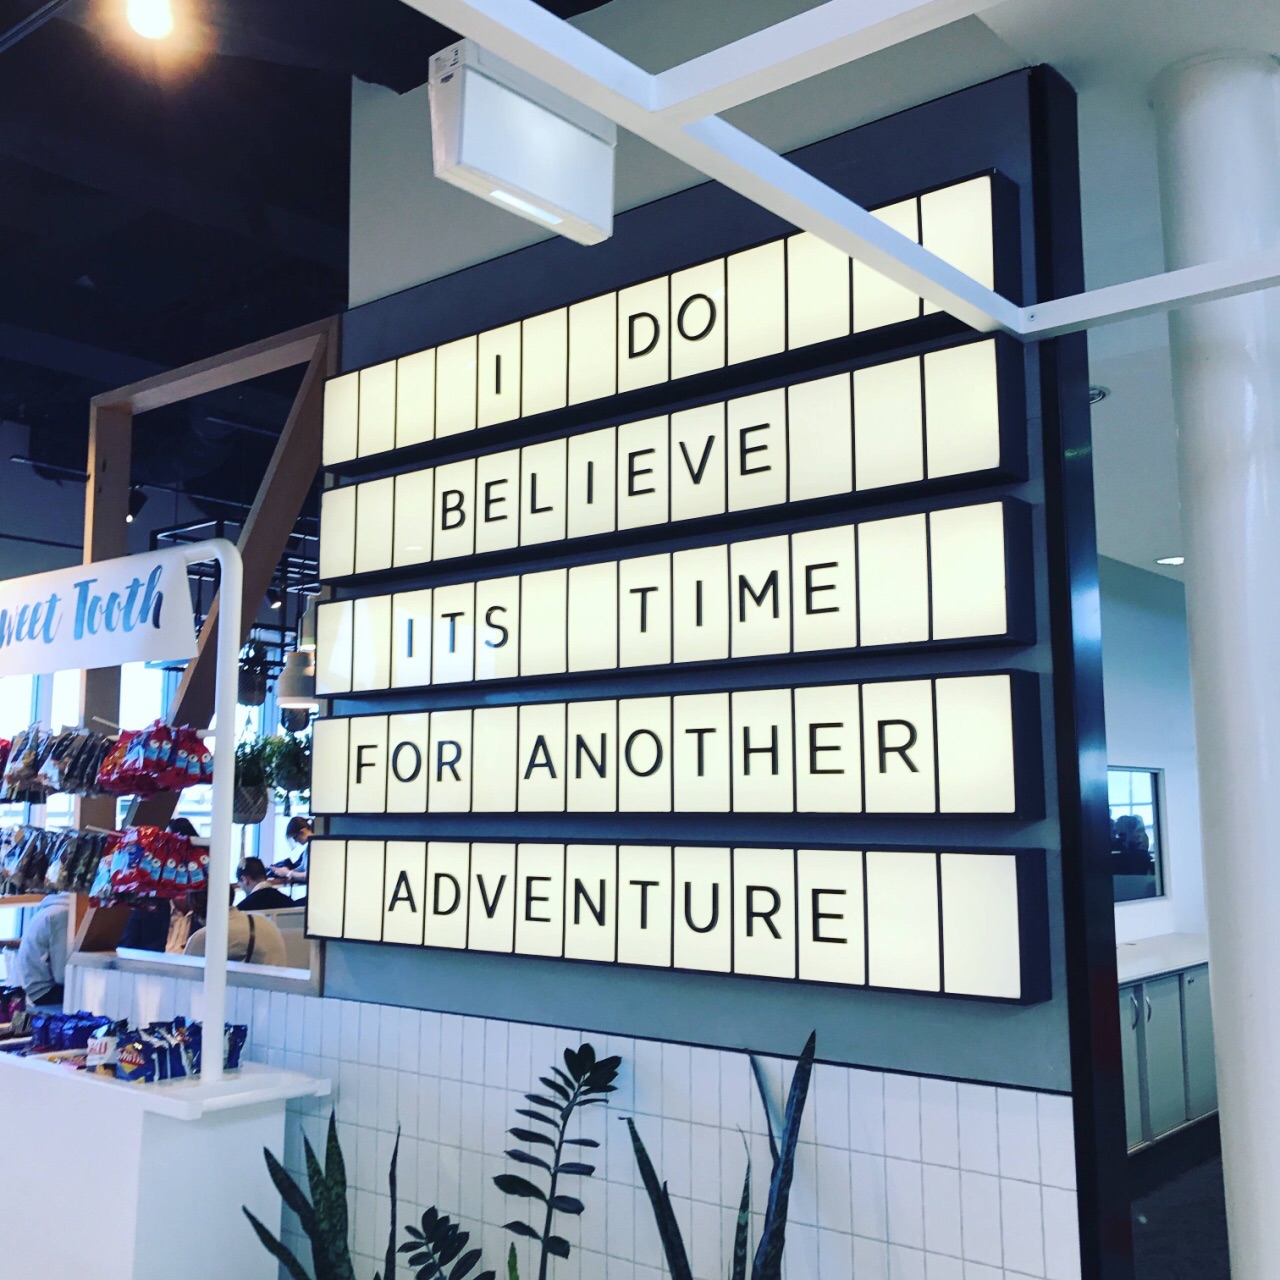 I DO
BELIEVE
ITS TIME
FOR ANOTHER
ADVENTURE
weet Tooth